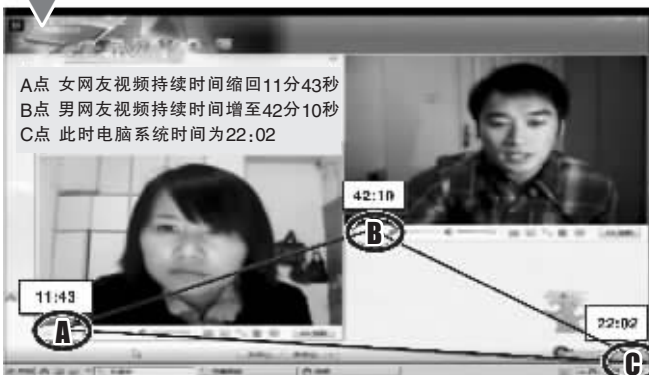 A点 女网友视频持续时间缩回11分43秒
B点 男网友视频持续时间增至42分10秒
C点 此时电脑系统时间为22:02
42:10
B
11:43
A
22:02
C